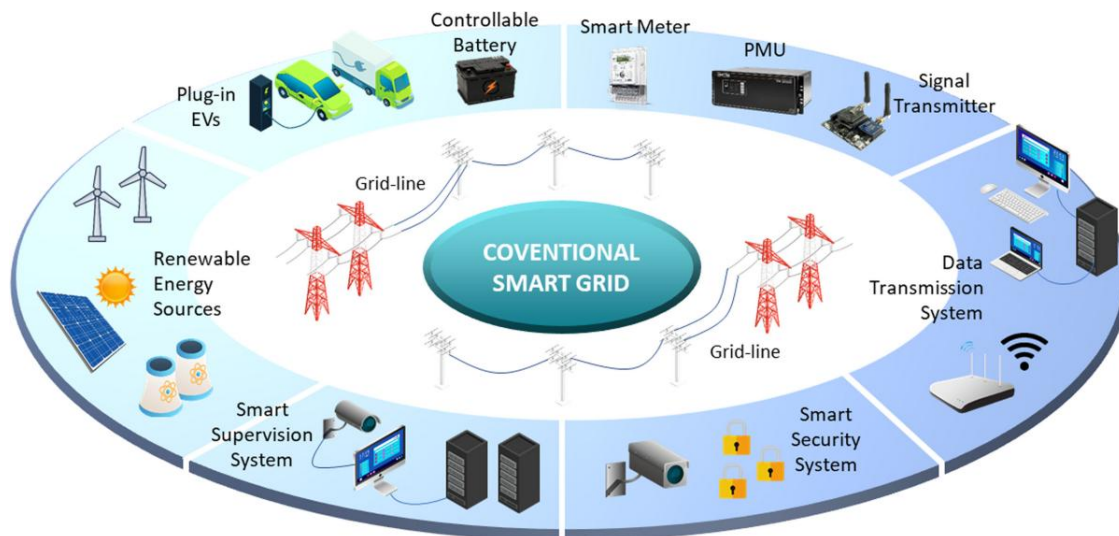 Controllable
Battery
Smart Meter
PMU
Signal
Transmitter
Plug-in
EVs
Grid-line
COVENTIONAL
SMART GRID
Renewable
Energy
Sources
Data
Transmission
System
Grid-line
Smart
Supervision
System
Smart
Security
System